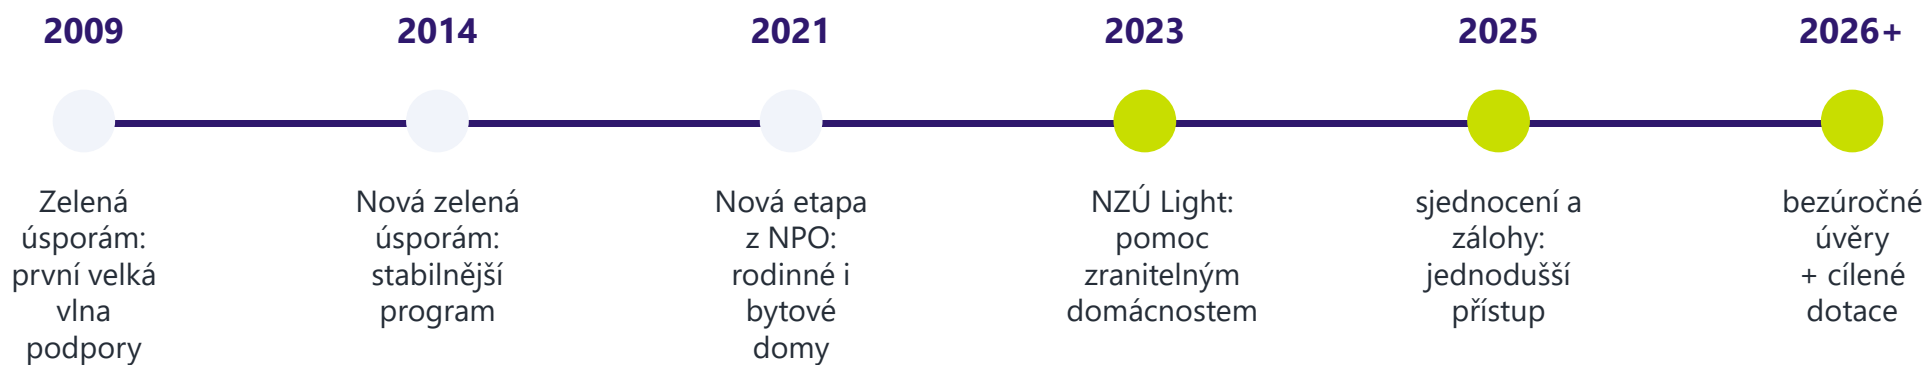 2009
Zelená
úsporám:
první velká
vlna
podpory
2014
Nová zelená
úsporám:
stabilnější
program
2021
Nová etapa
z NPO:
rodinné i
bytové
domy
2023
NZÚ Light:
pomoc
zranitelným
domácnostem
2025
sjednocení a
zálohy:
jednodušší
přístup
2026+
bezúročné
úvěry
+ cílené
dotace